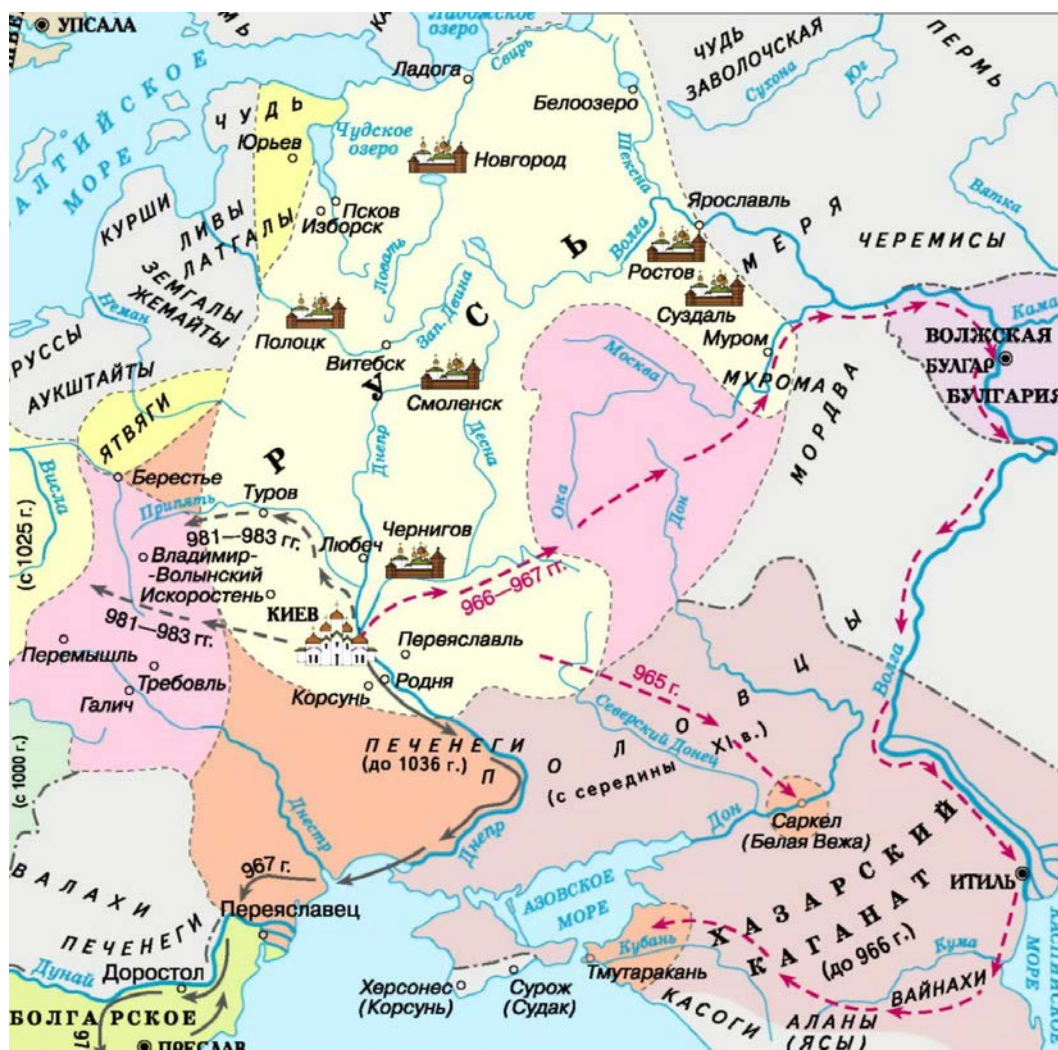 УПСАЛА
Ладожское
озеро
Свирь
Ладога
ЧУДЬ
ЗАВОЛОЧСКАЯ
ПЕРМЬ
Сухона
Юг
Белоозеро
АЛТИЙСКОЕ
МОРЕ
ЧУДЬ
Юрьев
Чудское
озеро
Новгород
Шексна
Вятка
КУРШИ
ЛИВЫ
ЛАТГАЛЫ
ЗЕМГАЛЫ
ЖЕМАЙТЫ
Псков
Изборск
Ловать
Ярославль
МЕРЯ
ЧЕРЕМИСЫ
Волга
Ростов
Суздаль
Муром
МУРОМА
Неман
РУССЫ
АУКШТАЙТЫ
Полоцк
Витебск
Зап. Двина
РУСЬ
Смоленск
Москва
Кама
ВОЛЖСКАЯ
БУЛГАР
БУЛГАРИЯ
МОРДВА
ЯТВЯГИ
Висла
Берестье
Припять
Туров
Днепр
Десна
Ока
Дон
(с 1025 г.)
981—983 гг.
Любеч
Чернигов
Владимир-
-Волынский
Искоростень
КИЕВ
966—967 гг.
981—983 гг.
Переяславль
Перемышль
Требовль
Галич
Корсунь
Родня
965 г.
Северский Донец
Волга
ПЕЧЕНЕГИ
(до 1036 г.)
ПОЛОВЦЫ
(с середины XI в.)
(с 1000 г.)
Днестр
Днепр
Дон
Саркел
(Белая Вежа)
967 г.
ВАЛАХИ
ПЕЧЕНЕГИ
Переяславец
АЗОВСКОЕ
МОРЕ
ХАЗАРСКИЙ
КАГАНАТ
(до 966 г.)
ИТИЛЬ
Кубань
Кума
Тмутаракань
Дунай
Доростол
Херсонес
(Корсунь)
Сурож
(Судак)
КАСОГИ
ВАЙНАХИ
АЛАНЫ
(ЯСЫ)
МОРЕ
БОЛГАРСКОЕ
97
ПРЕСЛАВ